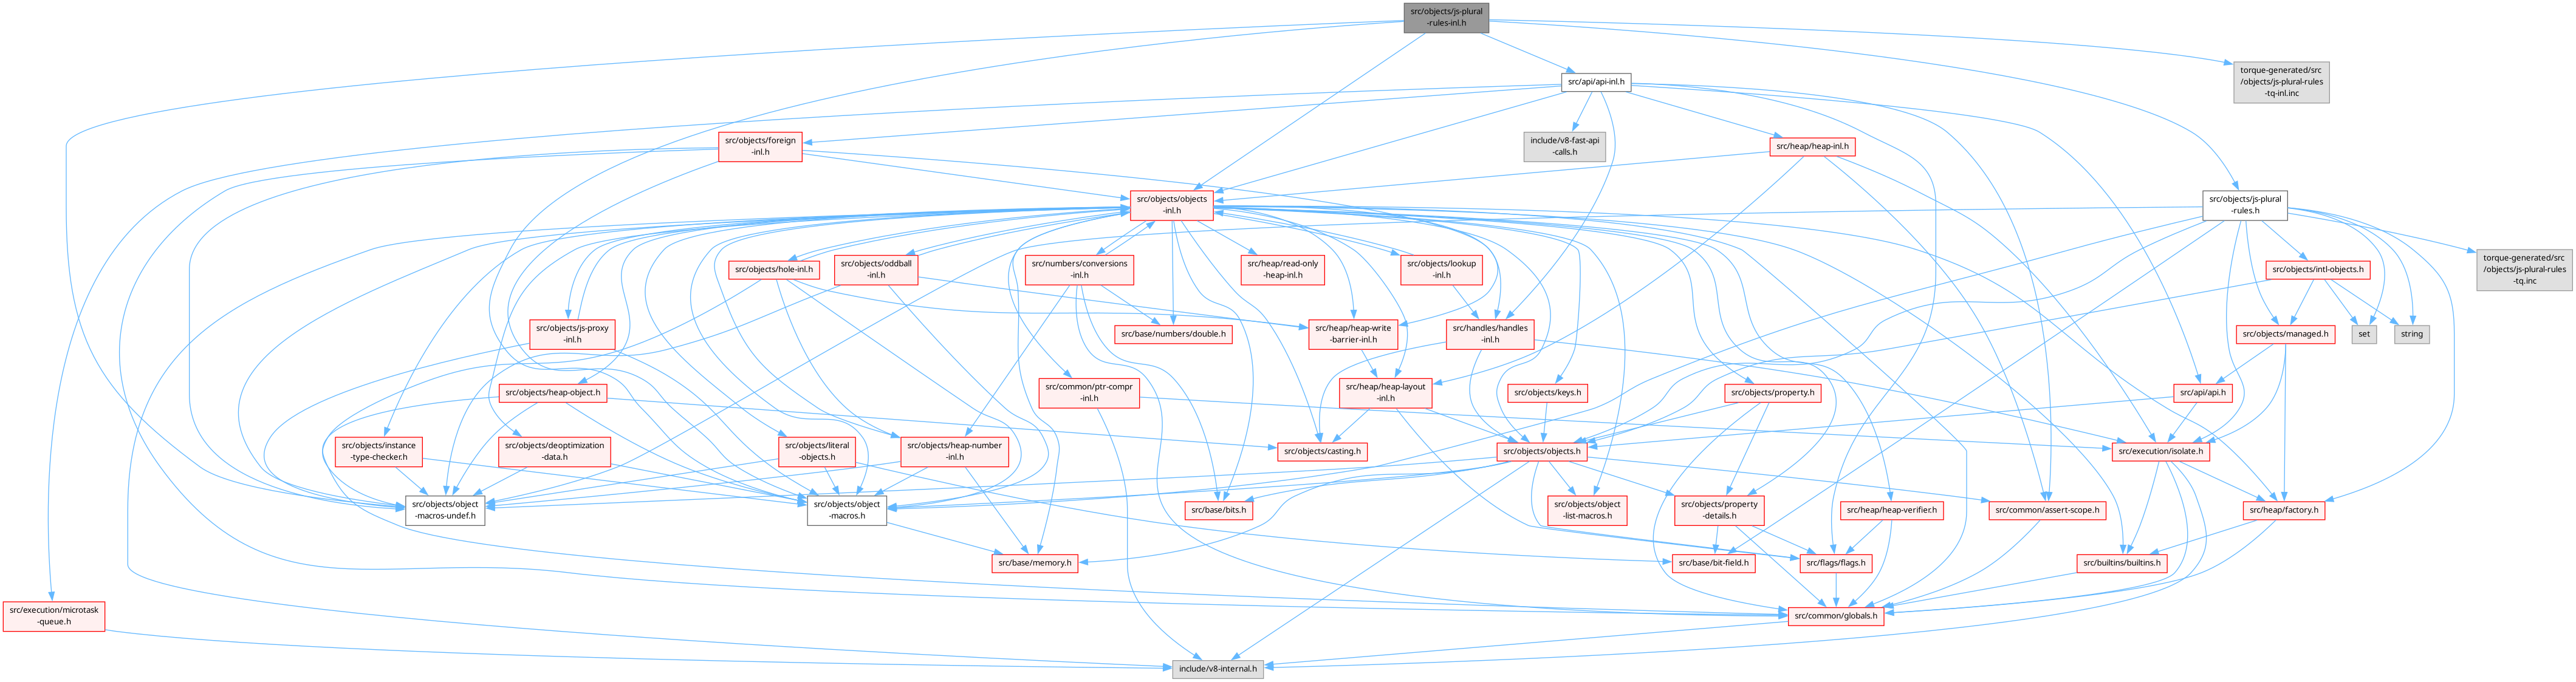 src/objects/js-plural
-rules-inl.h
src/api/api-inl.h
torque-generated/src
/objects/js-plural-rules
-tq-inl.inc
src/objects/foreign
-inl.h
include/v8-fast-api
-calls.h
src/heap/heap-inl.h
src/objects/objects
-inl.h
src/objects/js-plural
-rules.h
src/objects/hole-inl.h
src/objects/oddball
-inl.h
src/numbers/conversions
-inl.h
src/heap/read-only
-heap-inl.h
src/objects/lookup
-inl.h
src/objects/intl-objects.h
torque-generated/src
/objects/js-plural-rules
-tq.inc
src/objects/js-proxy
-inl.h
src/base/numbers/double.h
src/heap/heap-write
-barrier-inl.h
src/handles/handles
-inl.h
src/objects/managed.h
set
string
src/objects/heap-object.h
src/common/ptr-compr
-inl.h
src/heap/heap-layout
-inl.h
src/objects/keys.h
src/objects/property.h
src/api/api.h
src/objects/instance
-type-checker.h
src/objects/deoptimization
-data.h
src/objects/literal
-objects.h
src/objects/heap-number
-inl.h
src/objects/casting.h
src/objects/objects.h
src/execution/isolate.h
src/objects/object
-macros-undef.h
src/objects/object
-macros.h
src/base/bits.h
src/objects/object
-list-macros.h
src/objects/property
-details.h
src/heap/heap-verifier.h
src/common/assert-scope.h
src/heap/factory.h
src/base/memory.h
src/base/bit-field.h
src/flags/flags.h
src/builtins/builtins.h
src/execution/microtask
-queue.h
src/common/globals.h
include/v8-internal.h